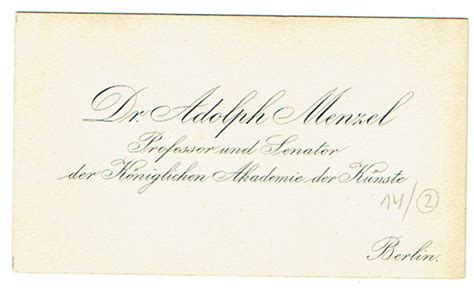 Dr. Adolph Menzel
Professor und Senator
der Königlichen Akademie der Künste
14/2
Berlin.